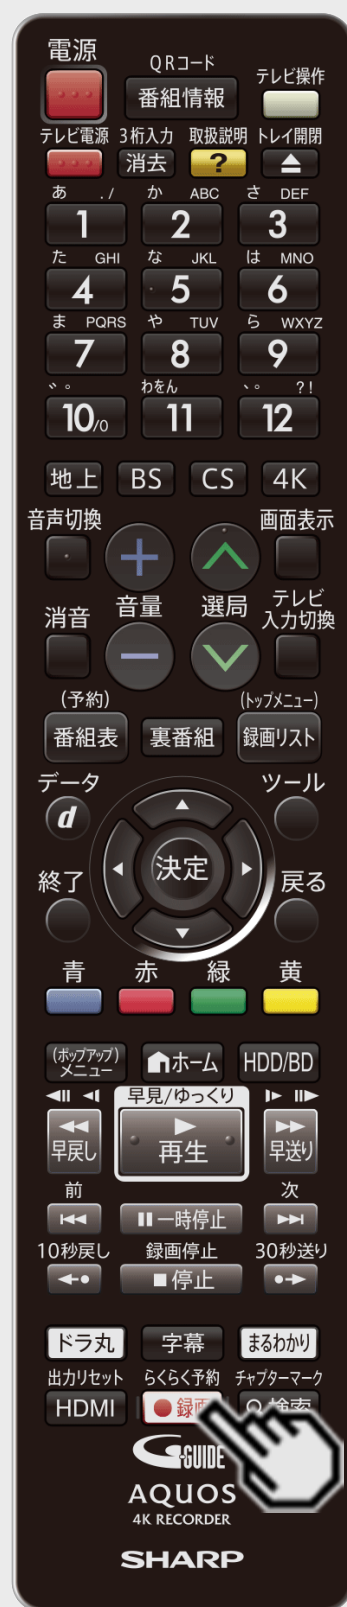 電源
QRコード
番組情報
テレビ操作
テレビ電源 3桁入力 取扱説明 トレイ開閉
消去 ?
あ ./ か ABC さ DEF
1 2 3
た GHI な JKL は MNO
4 5 6
ま PQRS や TUV ら WXYZ
7 8 9
゛゜ わをん 、。 ?!
10/0 11 12
地上 BS CS 4K
音声切換 画面表示
消音 音量 選局 テレビ
入力切換
(予約) (トップメニュー)
番組表 裏番組 録画リスト
データ ツール
d
決定
終了 戻る
青 赤 緑 黄
(ポップアップ)
メニュー ホーム HDD/BD
早見/ゆっくり
早戻し 再生 早送り
前 次
一時停止
10秒戻し 録画停止 30秒送り
停止
ドラ丸 字幕 まるわかり
出力リセット らくらく予約 チャプターマーク
HDMI 録画 検索
G-GUIDE
AQUOS
4K RECORDER
SHARP